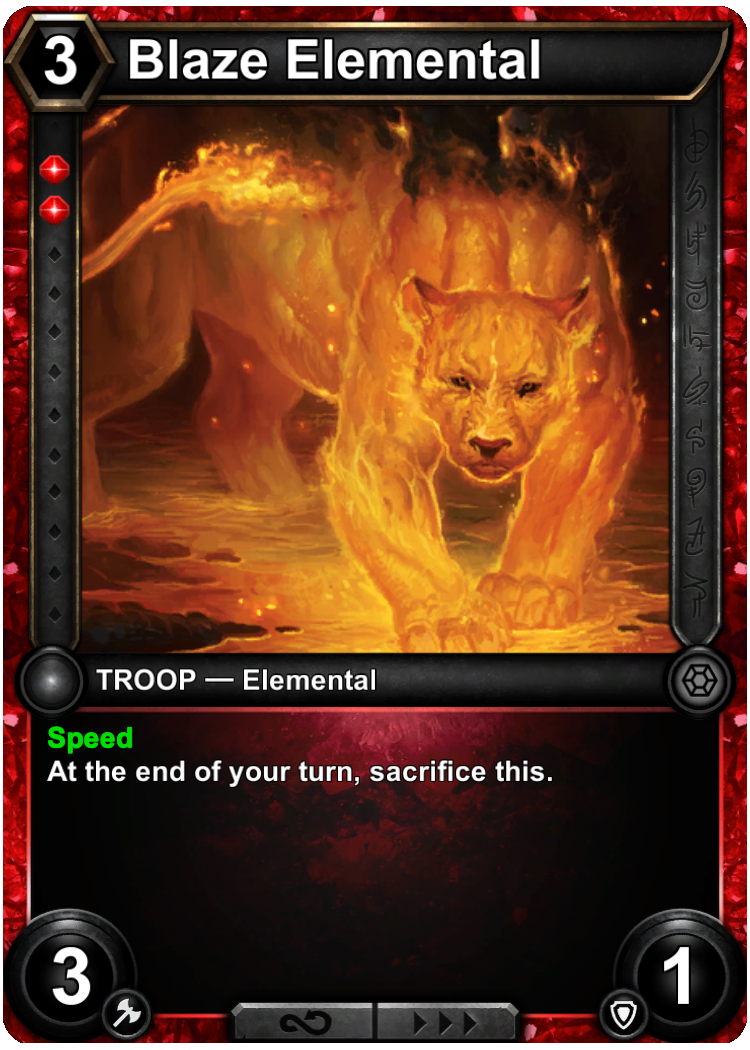 3 Blaze Elemental
TROOP — Elemental
Speed
At the end of your turn, sacrifice this.
3 1